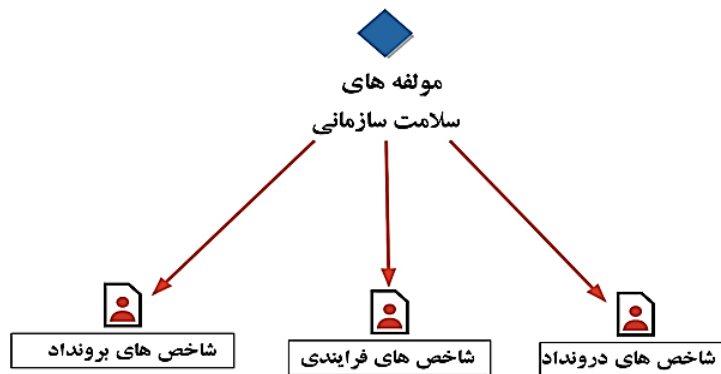 مولفه های
سلامت سازمانی
شاخص های درونداد
شاخص های فرایندی
شاخص های برونداد